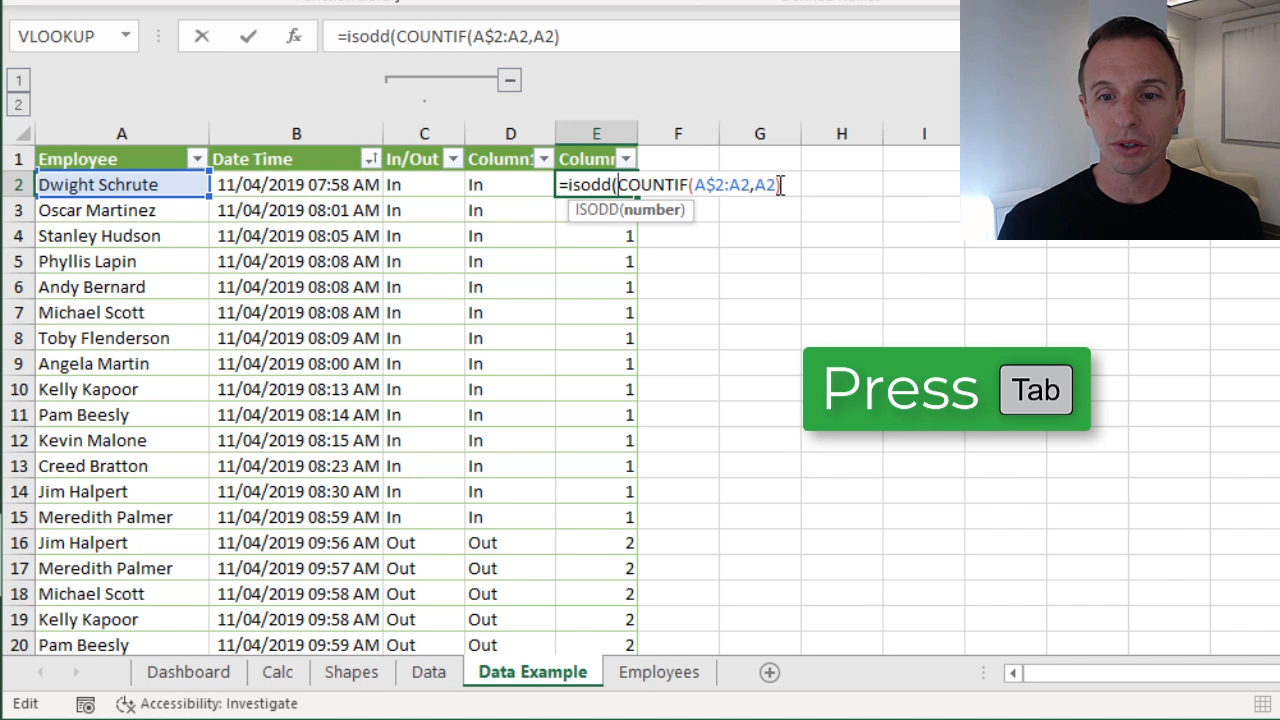 VLOOKUP fx =isodd(COUNTIF(A$2:A2,A2)
1
2
A B C D E F G H I
1 Employee Date Time In/Out Column1 Column
2 Dwight Schrute 11/04/2019 07:58 AM In In =isodd(COUNTIF(A$2:A2,A2)
ISODD(number)
3 Oscar Martinez 11/04/2019 08:01 AM In In
4 Stanley Hudson 11/04/2019 08:05 AM In In 1
5 Phyllis Lapin 11/04/2019 08:08 AM In In 1
6 Andy Bernard 11/04/2019 08:08 AM In In 1
7 Michael Scott 11/04/2019 08:08 AM In In 1
8 Toby Flenderson 11/04/2019 08:09 AM In In 1
9 Angela Martin 11/04/2019 08:00 AM In In 1
10 Kelly Kapoor 11/04/2019 08:13 AM In In 1
11 Pam Beesly 11/04/2019 08:14 AM In In 1
12 Kevin Malone 11/04/2019 08:15 AM In In 1
13 Creed Bratton 11/04/2019 08:23 AM In In 1
14 Jim Halpert 11/04/2019 08:30 AM In In 1
15 Meredith Palmer 11/04/2019 08:59 AM In In 1
16 Jim Halpert 11/04/2019 09:56 AM Out Out 2
17 Meredith Palmer 11/04/2019 09:57 AM Out Out 2
18 Michael Scott 11/04/2019 09:58 AM Out Out 2
19 Kelly Kapoor 11/04/2019 09:58 AM Out Out 2
20 Pam Beesly 11/04/2019 09:59 AM Out Out 2
Press Tab
Dashboard Calc Shapes Data Data Example Employees
Edit Accessibility: Investigate